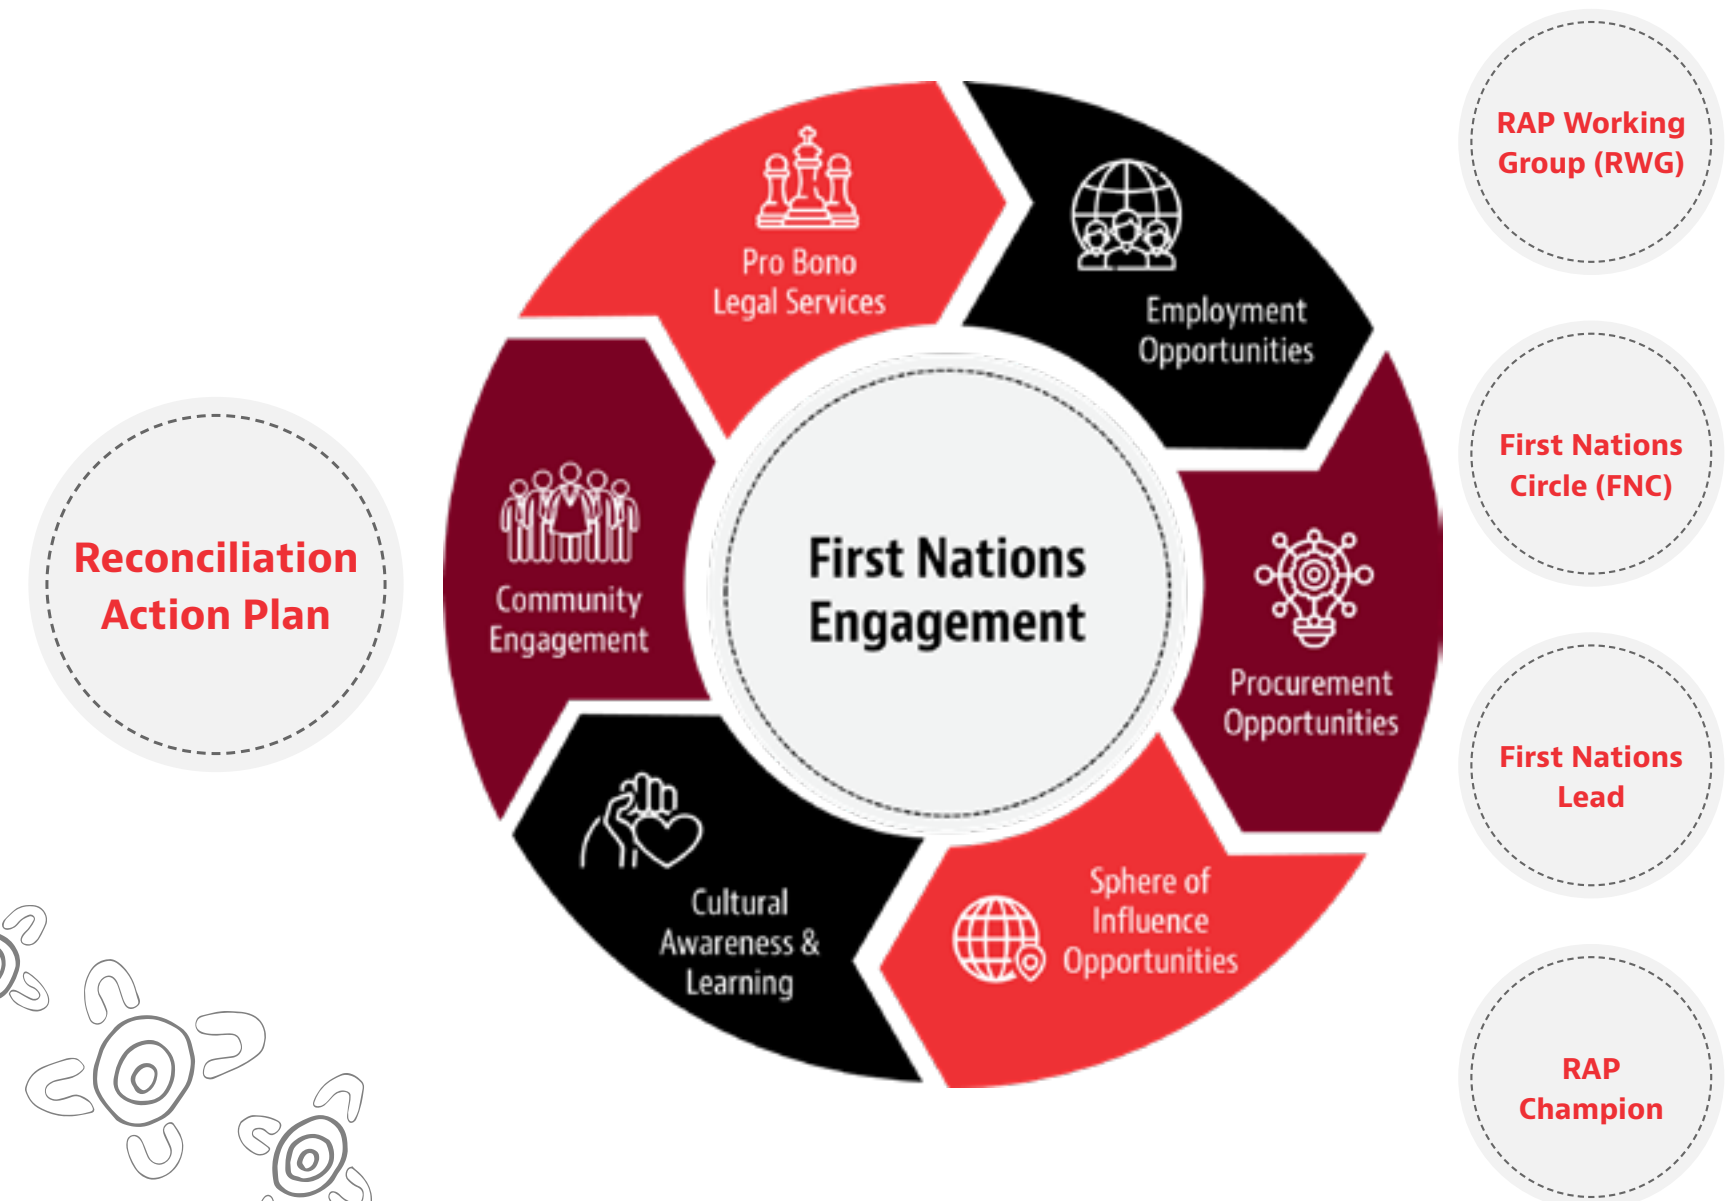 Reconciliation
Action Plan
Pro Bono
Legal Services
Employment
Opportunities
Procurement
Opportunities
Sphere of
Influence
Opportunities
Cultural
Awareness &
Learning
Community
Engagement
First Nations
Engagement
RAP Working
Group (RWG)
First Nations
Circle (FNC)
First Nations
Lead
RAP
Champion